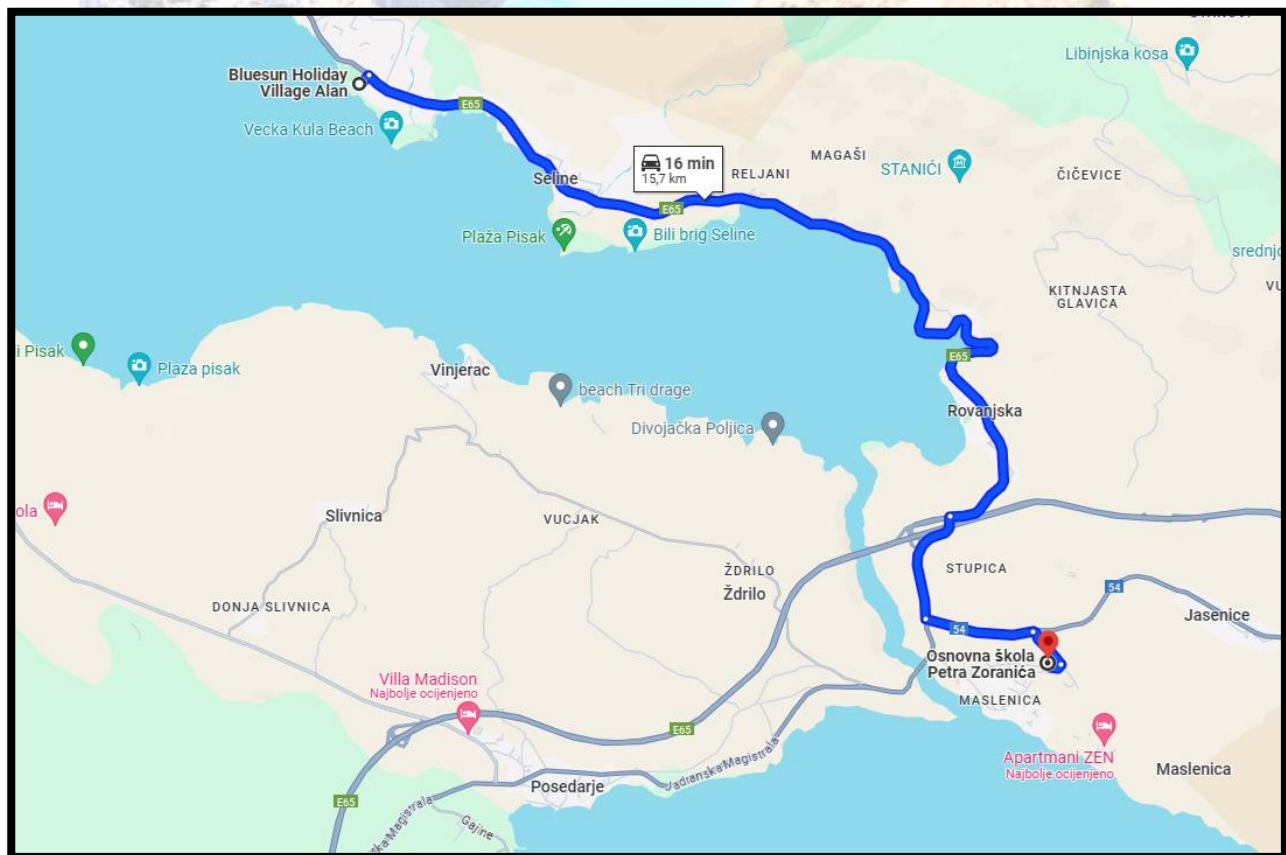 Libinjska kosa
Bluesun Holiday
Village Alan
E65
Vecka Kula Beach
16 min
15,7 km
MAGAŠI
STANIĆI
ČIČEVICE
RELJANI
Seline
E65
Plaža Pisak
Bili brig Seline
srednjo
KITNJASTA
GLAVICA
VU
i Pisak
Plaza pisak
Vinjerac
E65
beach Tri drage
Rovanjska
Divojačka Poljica
ola
Slivnica
VUCJAK
ŽDRILO
Ždrilo
STUPICA
54
DONJA SLIVNICA
Jasenice
54
Osnovna škola
Petra Zoranića
Villa Madison
Najbolje ocijenjeno
MASLENICA
E65
Apartmani ZEN
Najbolje ocijenjeno
Maslenica
Jadranska Magistrala
Posedarje
E65
ska Magistrala
Gajine